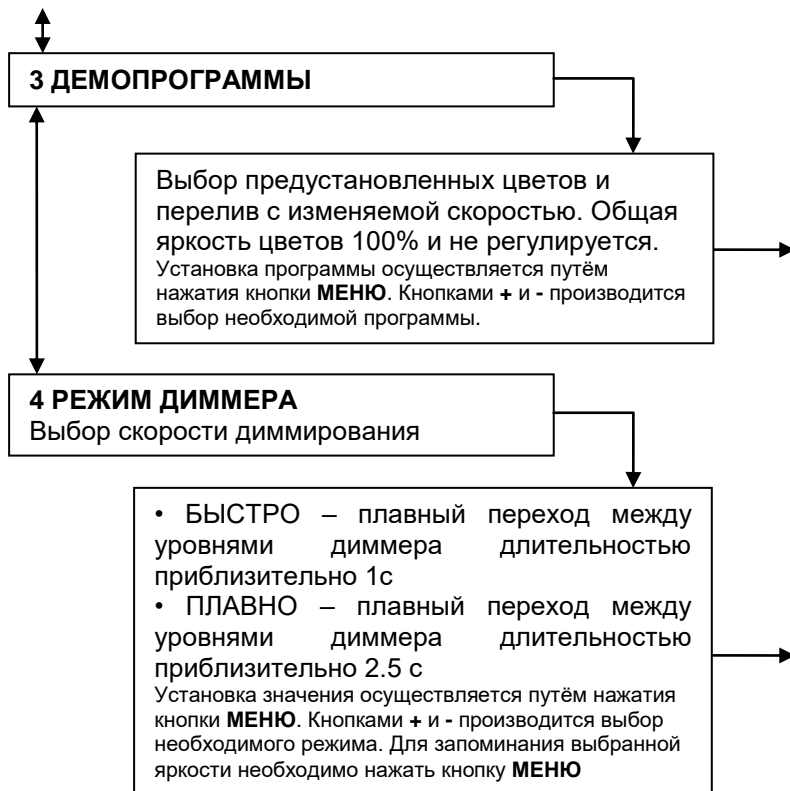 3 ДЕМОПРОГРАММЫ
Выбор предустановленных цветов и
перелив с изменяемой скоростью. Общая
яркость цветов 100% и не регулируется.
Установка программы осуществляется путём
нажатия кнопки МЕНЮ. Кнопками + и - производится
выбор необходимой программы.
4 РЕЖИМ ДИММЕРА
Выбор скорости диммирования
• БЫСТРО – плавный переход между
уровнями диммера длительностью
приблизительно 1с
• ПЛАВНО – плавный переход между
уровнями диммера длительностью
приблизительно 2.5 с
Установка значения осуществляется путём нажатия
кнопки МЕНЮ. Кнопками + и - производится выбор
необходимого режима. Для запоминания выбранной
яркости необходимо нажать кнопку МЕНЮ